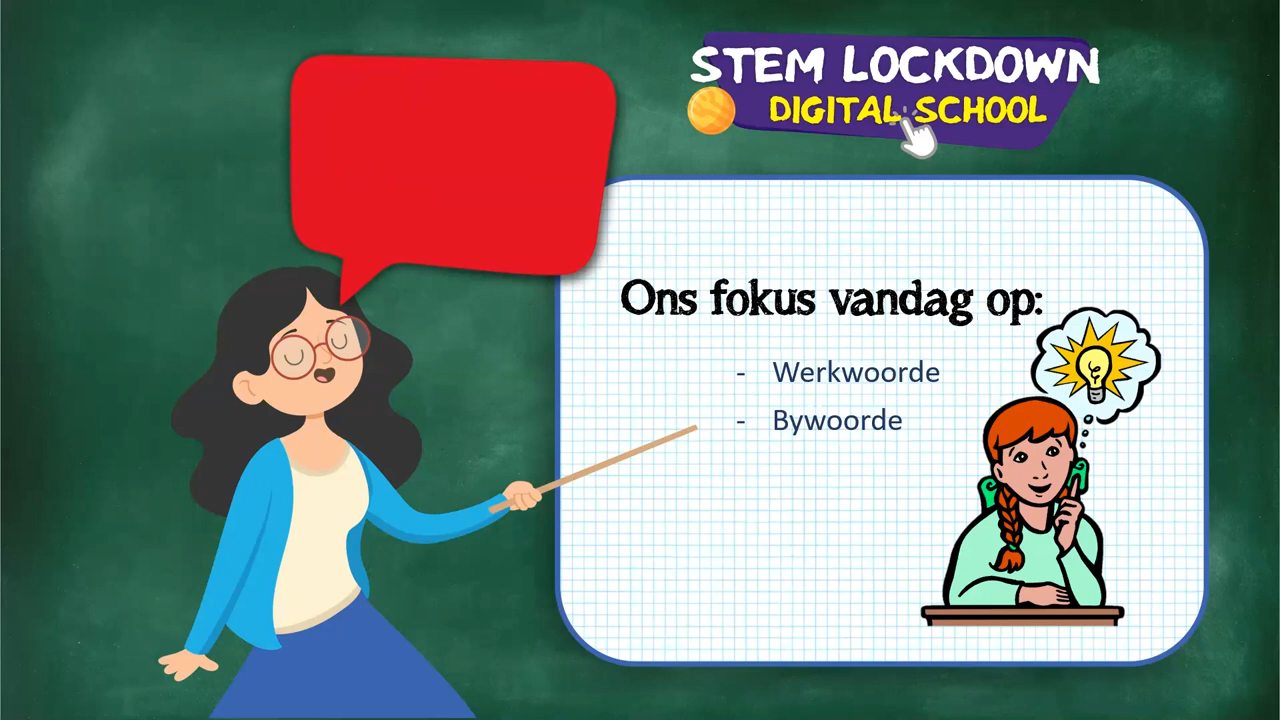 STEM LOCKDOWN
DIGITAL SCHOOL
Ons fokus vandag op:
- Werkwoorde
- Bywoorde